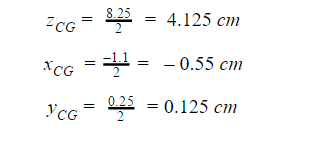 z_CG = 8.25/2 = 4.125 cm
x_CG = −1.1/2 = − 0.55 cm
y_CG = 0.25/2 = 0.125 cm